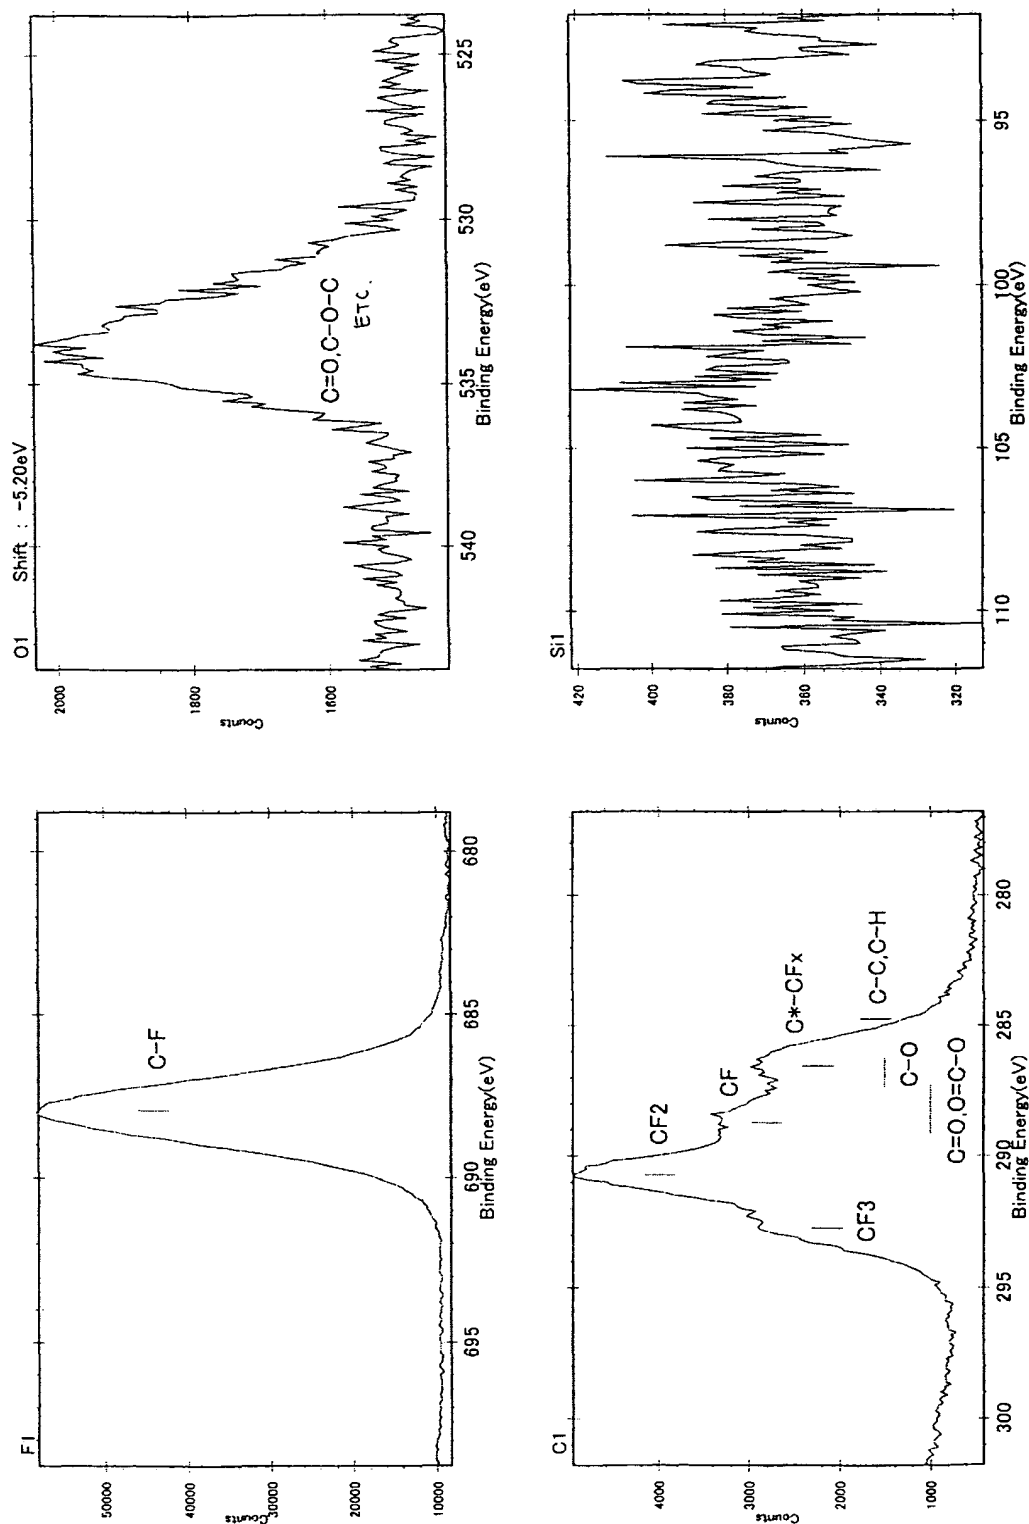 F1
50000
40000
30000
20000
10000
Counts
C-F
695
690
685
680
Binding Energy(eV)
O1 Shift : -5.20eV
2000
1800
1600
Counts
C=O,C-O-C
ETC.
540
535
530
525
Binding Energy(eV)
C1
4000
3000
2000
1000
Counts
CF3
CF2
CF
C*-CFx
C-C,C-H
C-O
C=O,O=C-O
300
295
290
285
280
Binding Energy(eV)
Si1
420
400
380
360
340
320
Counts
110
105
100
95
Binding Energy(eV)